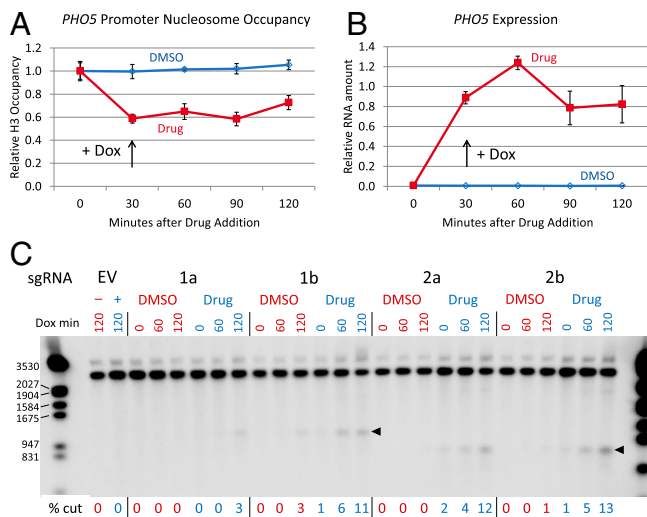 A
PHO5 Promoter Nucleosome Occupancy
Relative H3 Occupancy
1.2
1.0
0.8
0.6
0.4
0.2
0.0
DMSO
Drug
+ Dox
0 30 60 90 120
Minutes after Drug Addition
B
PHO5 Expression
Relative RNA amount
1.4
1.2
1.0
0.8
0.6
0.4
0.2
0
Drug
+ Dox
DMSO
0 30 60 90 120
Minutes after Drug Addition
C
sgRNA EV 1a 1b 2a 2b
– + DMSO Drug DMSO Drug DMSO Drug DMSO Drug
Dox min 120 120 0 60 120 0 60 120 0 60 120 0 60 120 0 60 120 0 60 120 0 60 120 0 60 120
3530
2027
1904
1584
1675
947
831
% cut 0 0 0 0 0 0 0 3 0 0 3 1 6 11 0 0 0 2 4 12 0 0 1 1 5 13